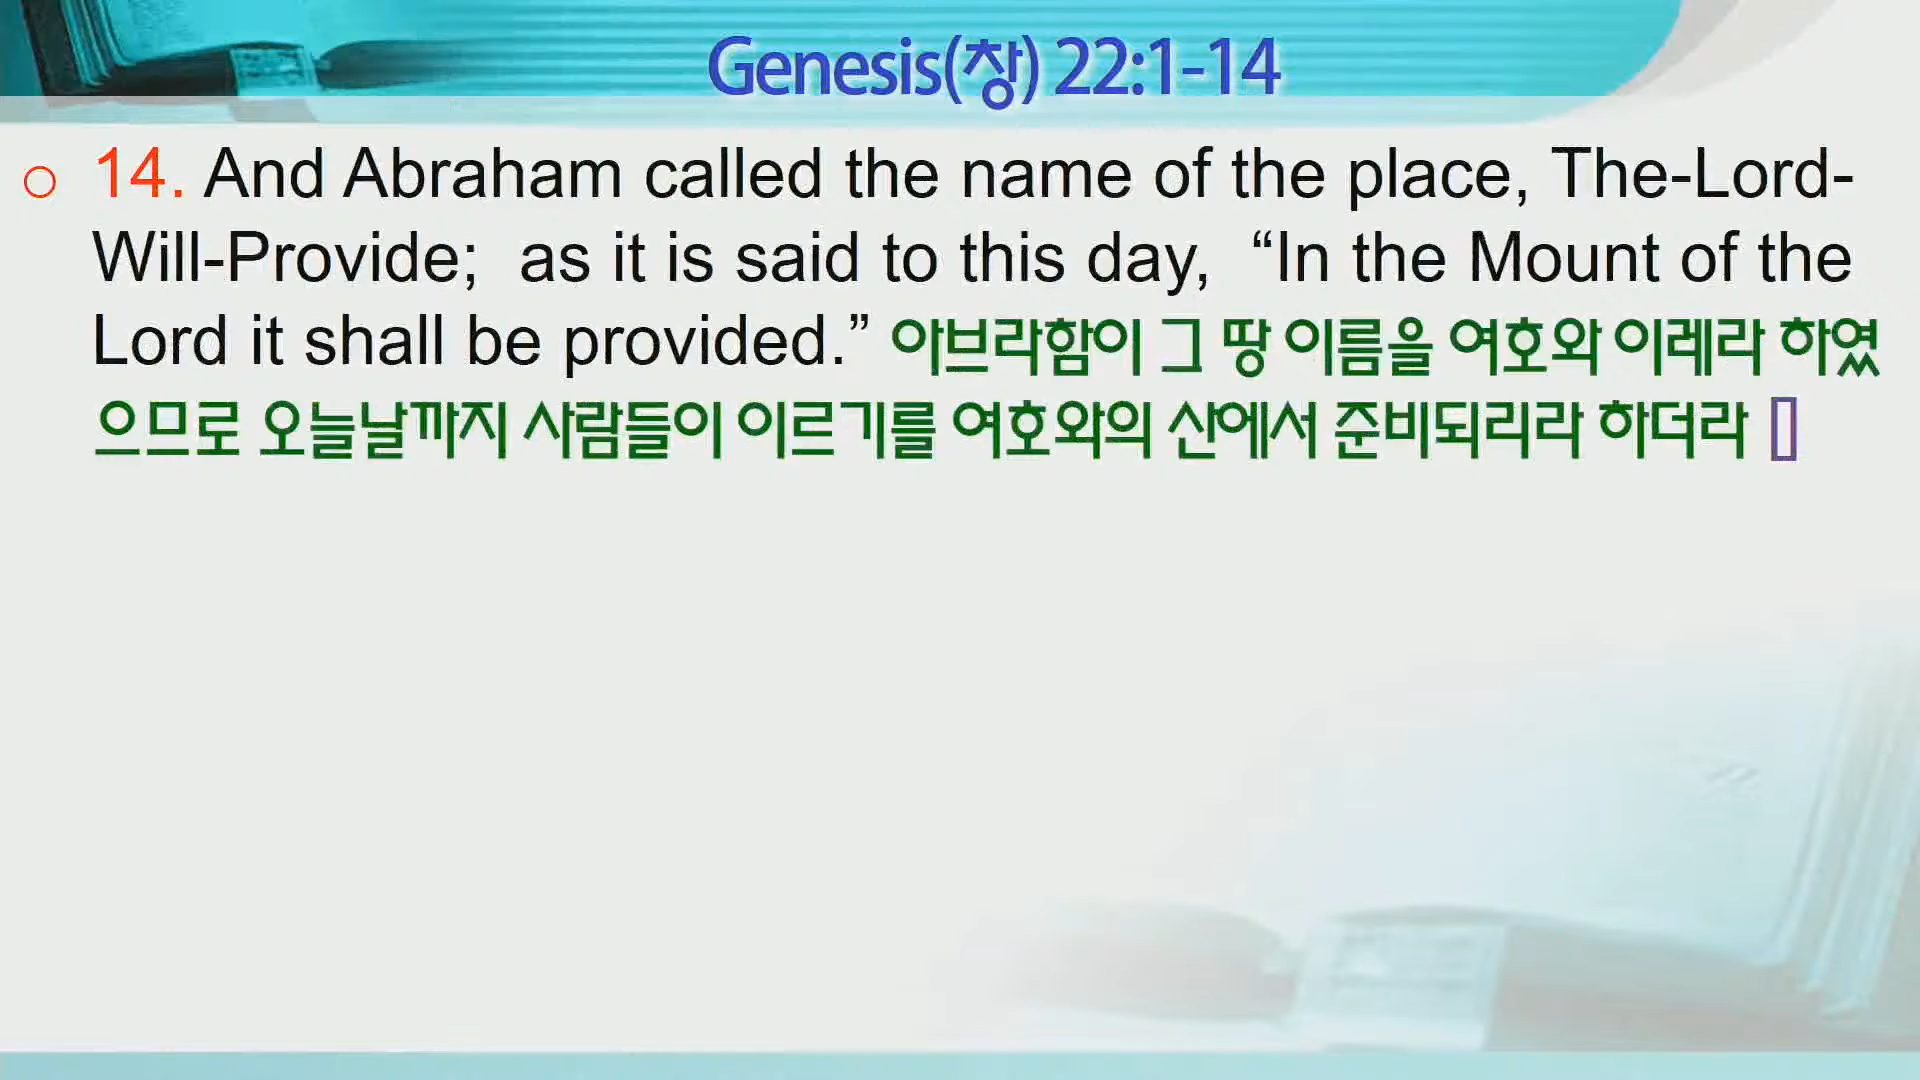 Genesis(창) 22:1-14
14. And Abraham called the name of the place, The-Lord-
Will-Provide;  as it is said to this day,  “In the Mount of the
Lord it shall be provided.” 아브라함이 그 땅 이름을 여호와 이레라 하였
으므로 오늘날까지 사람들이 이르기를 여호와의 산에서 준비되리라 하더라 []